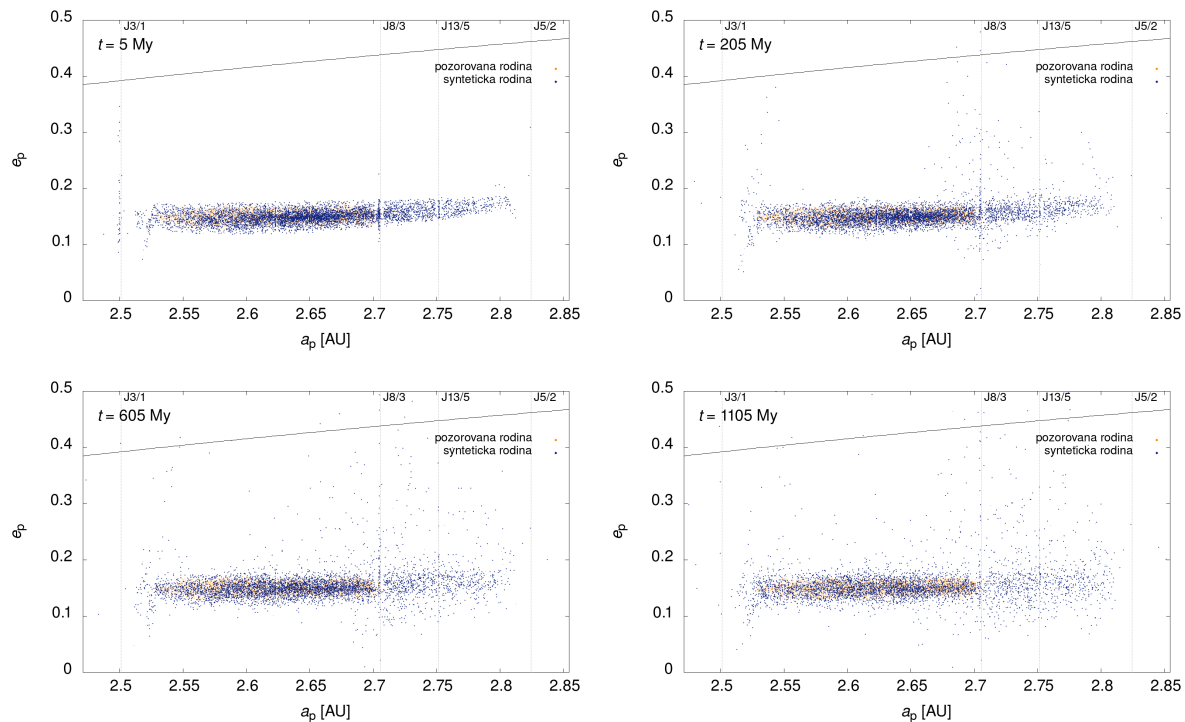 0.5 J3/1 J8/3 J13/5 J5/2
t = 5 My
0.4 pozorovana rodina
synteticka rodina
0.3
ep
0.2
0.1
0
2.5 2.55 2.6 2.65 2.7 2.75 2.8 2.85
ap [AU]
0.5 J3/1 J8/3 J13/5 J5/2
t = 205 My
0.4 pozorovana rodina
synteticka rodina
0.3
ep
0.2
0.1
0
2.5 2.55 2.6 2.65 2.7 2.75 2.8 2.85
ap [AU]
0.5 J3/1 J8/3 J13/5 J5/2
t = 605 My
pozorovana rodina
0.4 synteticka rodina
0.3
ep
0.2
0.1
0
2.5 2.55 2.6 2.65 2.7 2.75 2.8 2.85
ap [AU]
0.5 J3/1 J8/3 J13/5 J5/2
t = 1105 My
pozorovana rodina
0.4 synteticka rodina
0.3
ep
0.2
0.1
0
2.5 2.55 2.6 2.65 2.7 2.75 2.8 2.85
ap [AU]